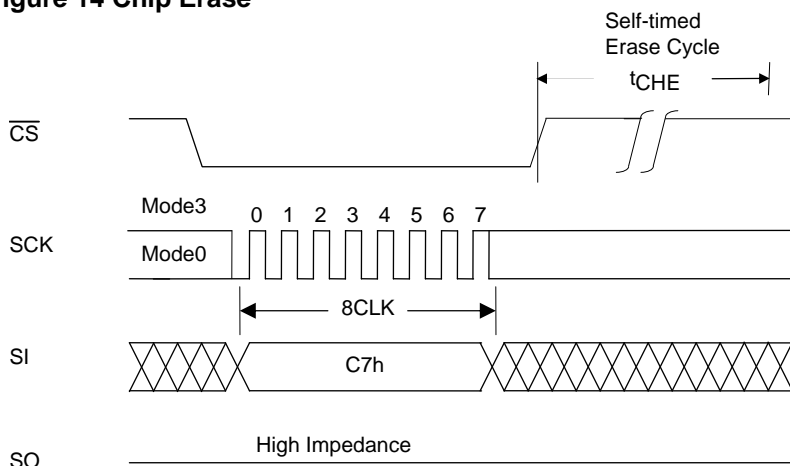 igure 14 Chip Erase
Self-timed
Erase Cycle
tCHE
CS
Mode3
0 1 2 3 4 5 6 7
SCK
Mode0
8CLK
SI
C7h
High Impedance
SO